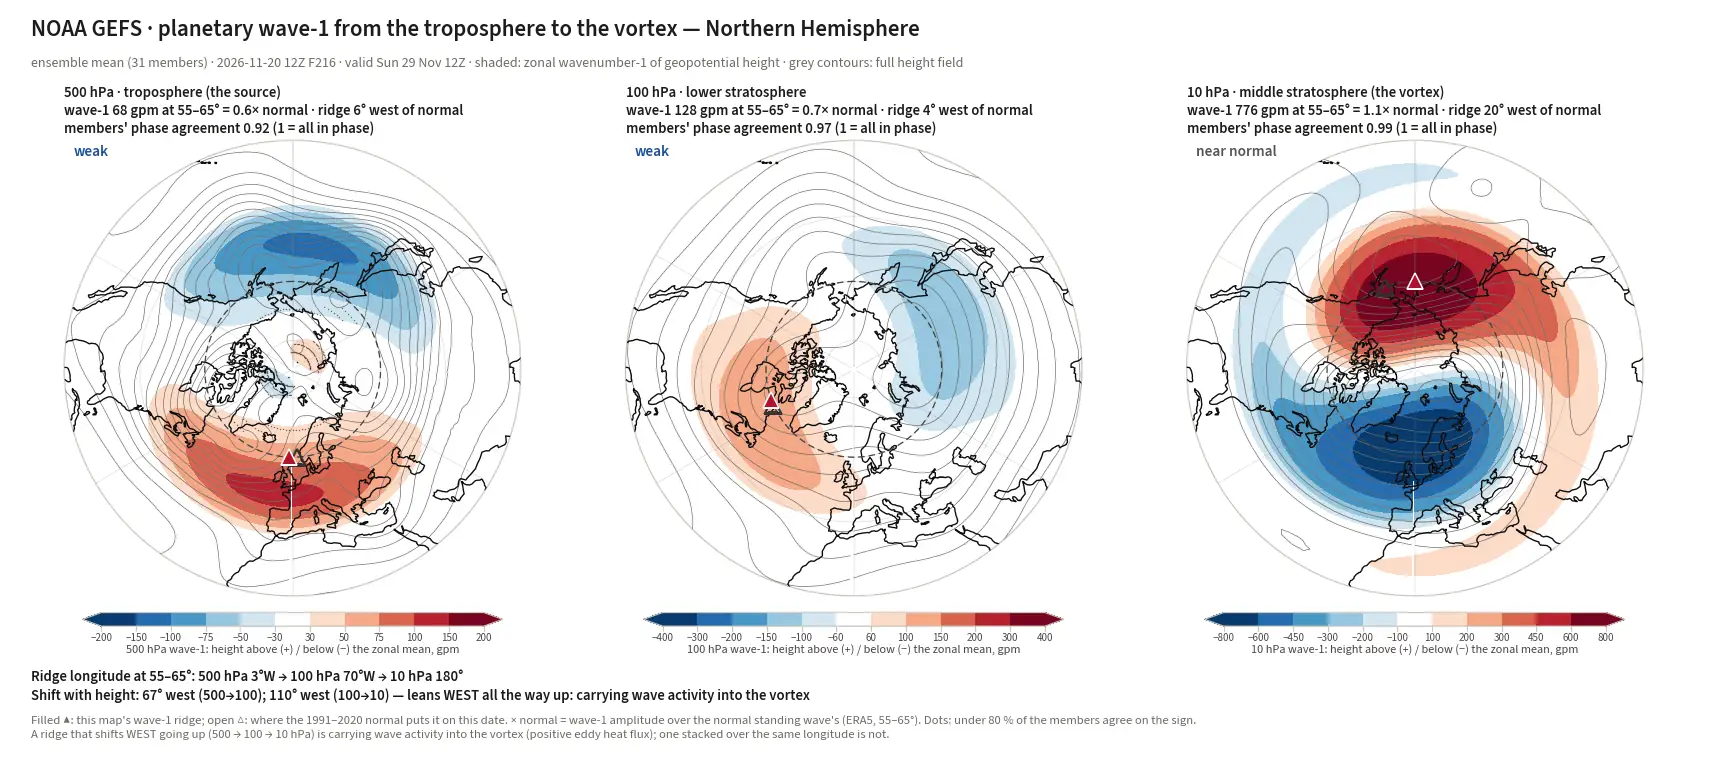 NOAA GEFS · planetary wave-1 from the troposphere to the vortex — Northern Hemisphere
ensemble mean (31 members) · 2026-11-20 12Z F216 · valid Sun 29 Nov 12Z · shaded: zonal wavenumber-1 of geopotential height · grey contours: full height field
500 hPa · troposphere (the source)
wave-1 68 gpm at 55–65° = 0.6× normal · ridge 6° west of normal
members' phase agreement 0.92 (1 = all in phase)
weak
100 hPa · lower stratosphere
wave-1 128 gpm at 55–65° = 0.7× normal · ridge 4° west of normal
members' phase agreement 0.97 (1 = all in phase)
weak
10 hPa · middle stratosphere (the vortex)
wave-1 776 gpm at 55–65° = 1.1× normal · ridge 20° west of normal
members' phase agreement 0.99 (1 = all in phase)
near normal
−200 −150 −100 −75 −50 −30 30 50 75 100 150 200
500 hPa wave-1: height above (+) / below (−) the zonal mean, gpm
−400 −300 −200 −150 −100 −60 60 100 150 200 300 400
100 hPa wave-1: height above (+) / below (−) the zonal mean, gpm
−800 −600 −450 −300 −200 −100 100 200 300 450 600 800
10 hPa wave-1: height above (+) / below (−) the zonal mean, gpm
Ridge longitude at 55–65°: 500 hPa 3°W → 100 hPa 70°W → 10 hPa 180°
Shift with height: 67° west (500→100); 110° west (100→10) — leans WEST all the way up: carrying wave activity into the vortex
Filled ▲: this map's wave-1 ridge; open △: where the 1991–2020 normal puts it on this date. × normal = wave-1 amplitude over the normal standing wave's (ERA5, 55–65°). Dots: under 80 % of the members agree on the sign.
A ridge that shifts WEST going up (500 → 100 → 10 hPa) is carrying wave activity into the vortex (positive eddy heat flux); one stacked over the same longitude is not.